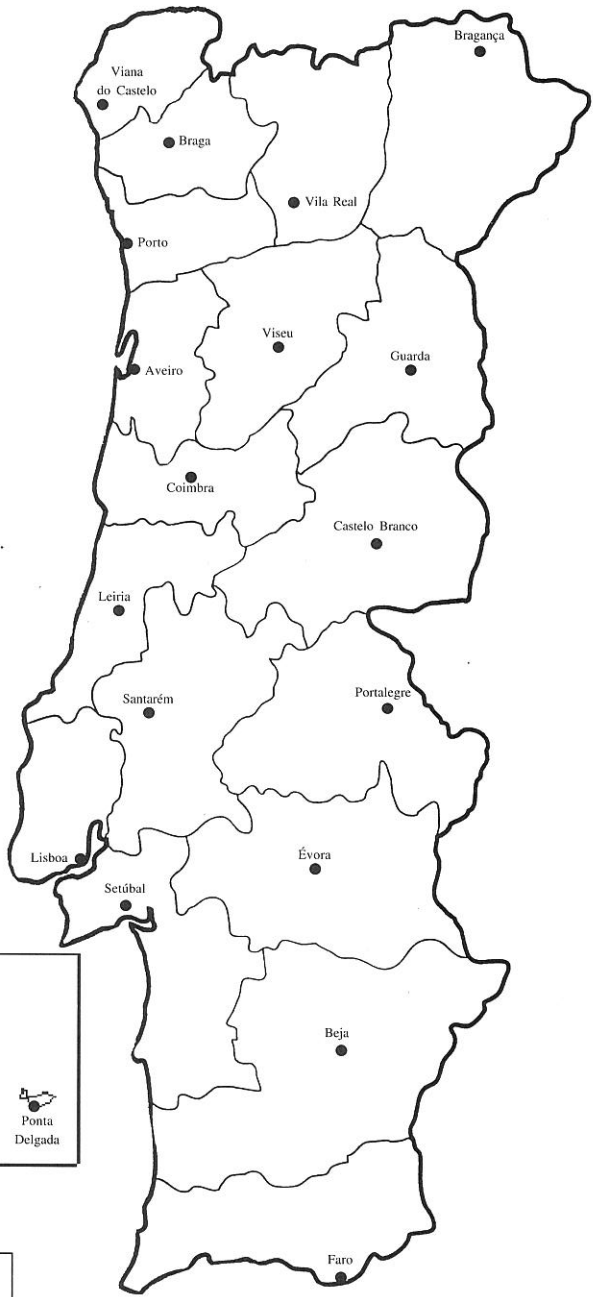 Bragança
Viana
do Castelo
Braga
Vila Real
Porto
Viseu
Guarda
Aveiro
Coimbra
Castelo Branco
Leiria
Portalegre
Santarém
Lisboa
Évora
Setúbal
Beja
Ponta
Delgada
Faro